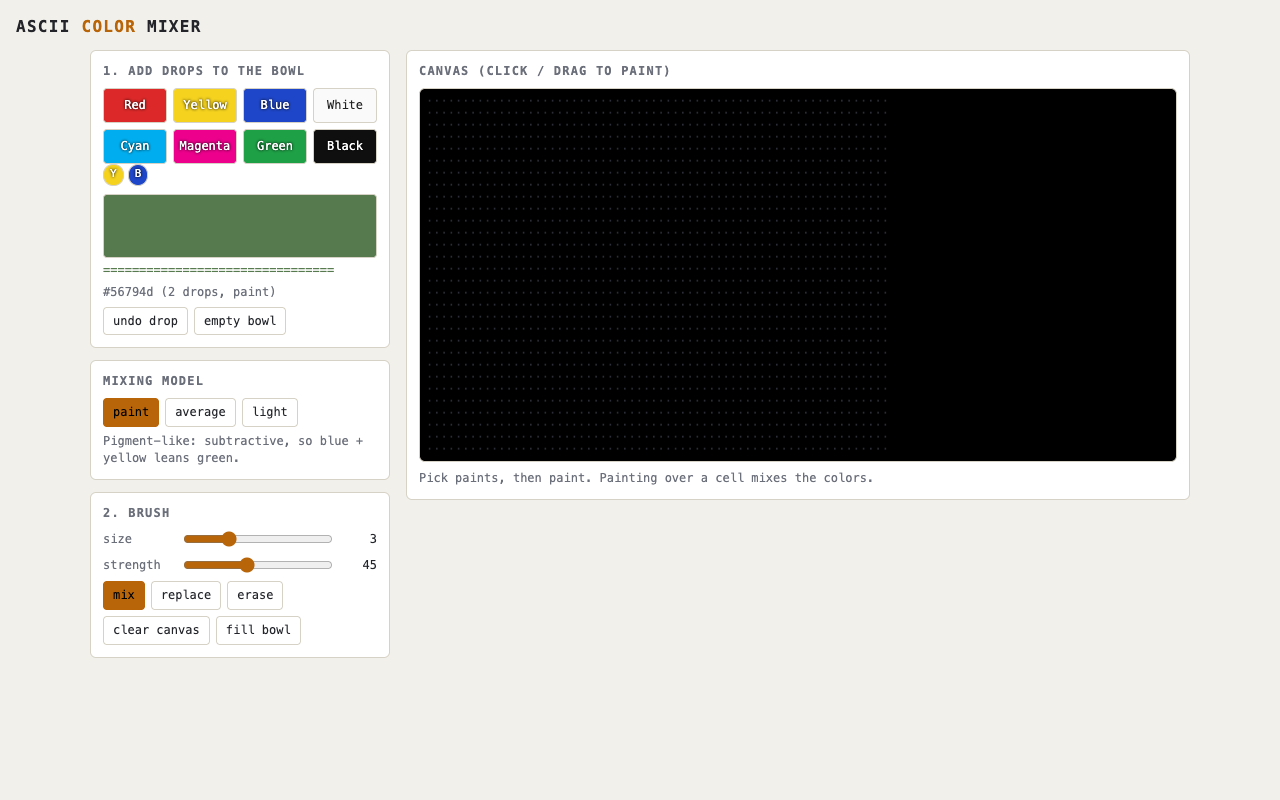 ASCII COLOR MIXER
1. ADD DROPS TO THE BOWL
Red Yellow Blue White
Cyan Magenta Green Black
Y B
================================
#56794d (2 drops, paint)
undo drop empty bowl
MIXING MODEL
paint average light
Pigment-like: subtractive, so blue +
yellow leans green.
2. BRUSH
size 3
strength 45
mix replace erase
clear canvas fill bowl
CANVAS (CLICK / DRAG TO PAINT)
Pick paints, then paint. Painting over a cell mixes the colors.